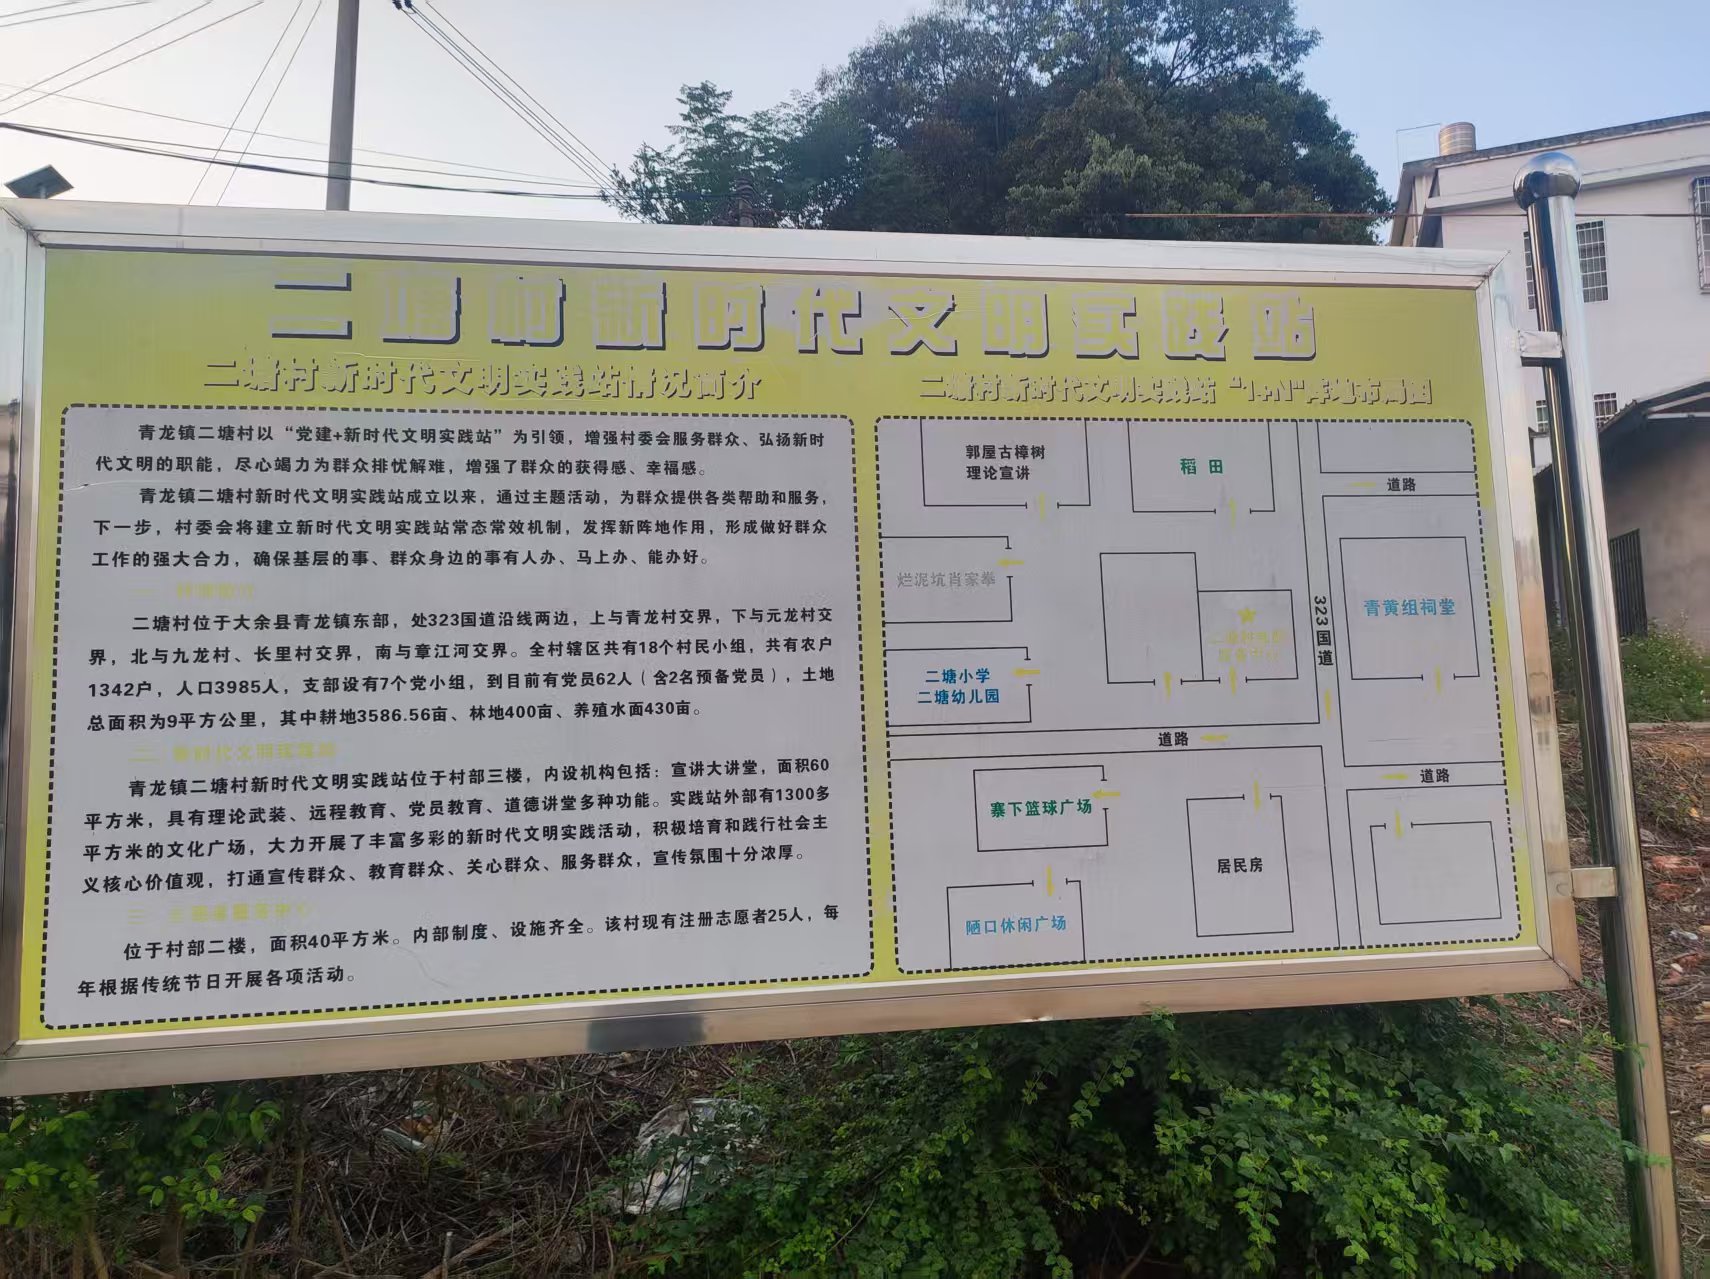 二塘村新时代文明实践站
二塘村新时代文明实践站情况简介
青龙镇二塘村以“党建+新时代文明实践站”为引领，增强村委会服务群众、弘扬新时
代文明的职能，尽心竭力为群众排忧解难，增强了群众的获得感、幸福感。
青龙镇二塘村新时代文明实践站成立以来，通过主题活动，为群众提供各类帮助和服务，
下一步，村委会将建立新时代文明实践站常态常效机制，发挥新阵地作用，形成做好群众
工作的强大合力，确保基层的事、群众身边的事有人办、马上办、能办好。
二塘村位于大余县青龙镇东部，处323国道沿线两边，上与青龙村交界，下与元龙村交
界，北与九龙村、长里村交界，南与章江河交界。全村辖区共有18个村民小组，共有农户
1342户，人口3985人，支部设有7个党小组，到目前有党员62人（含2名预备党员），土地
总面积为9平方公里，其中耕地3586.56亩、林地400亩、养殖水面430亩。
二、新时代文明实践站
青龙镇二塘村新时代文明实践站位于村部三楼，内设机构包括：宣讲大讲堂，面积60
平方米，具有理论武装、远程教育、党员教育、道德讲堂多种功能。实践站外部有1300多
平方米的文化广场，大力开展了丰富多彩的新时代文明实践活动，积极培育和践行社会主
义核心价值观，打通宣传群众、教育群众、关心群众、服务群众，宣传氛围十分浓厚。
三、志愿者服务中心
位于村部二楼，面积40平方米。内部制度、设施齐全。该村现有注册志愿者25人，每
年根据传统节日开展各项活动。
二塘村新时代文明实践站“1+N”阵地布局图
郭屋古樟树
理论宣讲
稻田
道路
烂泥坑肖家拳
323国道
青黄组祠堂
二塘小学
二塘幼儿园
道路
道路
寨下篮球广场
居民房
陋口休闲广场